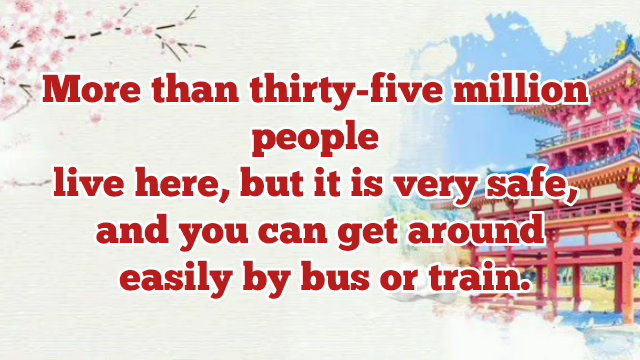 More than thirty-five million
people
live here, but it is very safe,
and you can get around
easily by bus or train.